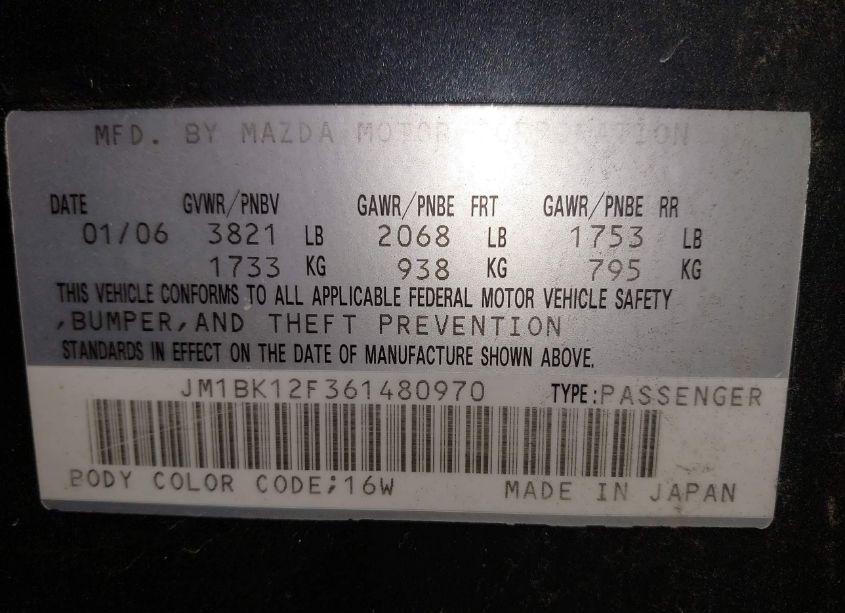 MFD. BY MAZDA MOTOR CORPORATION
DATE GVWR/PNBV GAWR/PNBE FRT GAWR/PNBE RR
01/06 3821 LB 2068 LB 1753 LB
1733 KG 938 KG 795 KG
THIS VEHICLE CONFORMS TO ALL APPLICABLE FEDERAL MOTOR VEHICLE SAFETY
,BUMPER,AND THEFT PREVENTION
STANDARDS IN EFFECT ON THE DATE OF MANUFACTURE SHOWN ABOVE.
JM1BK12F361480970 TYPE:PASSENGER
BODY COLOR CODE;16W MADE IN JAPAN